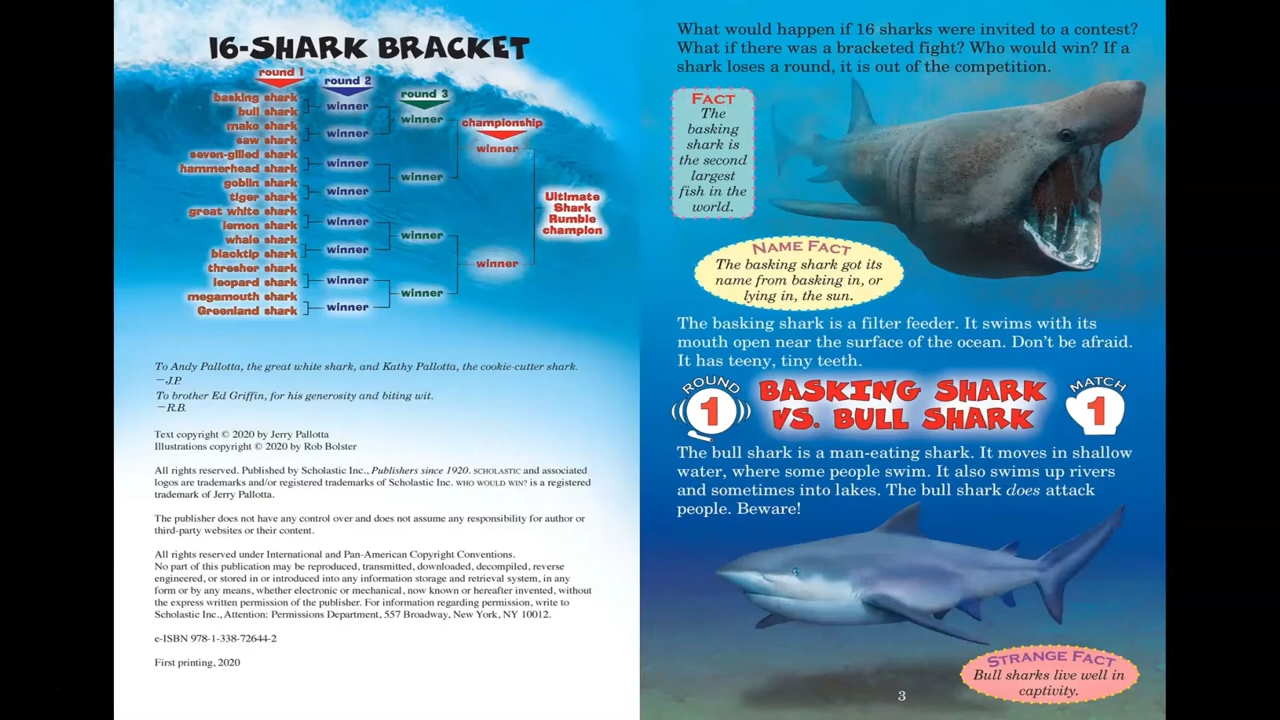 16-SHARK BRACKET
round 1
round 2
round 3
championship
basking shark
bull shark
mako shark
saw shark
seven-gilled shark
hammerhead shark
goblin shark
tiger shark
great white shark
lemon shark
whale shark
blacktip shark
thresher shark
leopard shark
megamouth shark
Greenland shark
winner
winner
winner
winner
winner
winner
winner
winner
winner
winner
winner
winner
winner
winner
Ultimate
Shark
Rumble
champion
To Andy Pallotta, the great white shark, and Kathy Pallotta, the cookie-cutter shark.
—J.P.
To brother Ed Griffin, for his generosity and biting wit.
—R.B.
Text copyright © 2020 by Jerry Pallotta
Illustrations copyright © 2020 by Rob Bolster
All rights reserved. Published by Scholastic Inc., Publishers since 1920. SCHOLASTIC and associated
logos are trademarks and/or registered trademarks of Scholastic Inc. WHO WOULD WIN? is a registered
trademark of Jerry Pallotta.
The publisher does not have any control over and does not assume any responsibility for author or
third-party websites or their content.
All rights reserved under International and Pan-American Copyright Conventions.
No part of this publication may be reproduced, transmitted, downloaded, decompiled, reverse
engineered, or stored in or introduced into any information storage and retrieval system, in any
form or by any means, whether electronic or mechanical, now known or hereafter invented, without
the express written permission of the publisher. For information regarding permission, write to
Scholastic Inc., Attention: Permissions Department, 557 Broadway, New York, NY 10012.
e-ISBN 978-1-338-72644-2
First printing, 2020
What would happen if 16 sharks were invited to a contest?
What if there was a bracketed fight? Who would win? If a
shark loses a round, it is out of the competition.
FACT
The
basking
shark is
the second
largest
fish in the
world.
NAME FACT
The basking shark got its
name from basking in, or
lying in, the sun.
The basking shark is a filter feeder. It swims with its
mouth open near the surface of the ocean. Don't be afraid.
It has teeny, tiny teeth.
ROUND
1
BASKING SHARK
VS. BULL SHARK
MATCH
1
The bull shark is a man-eating shark. It moves in shallow
water, where some people swim. It also swims up rivers
and sometimes into lakes. The bull shark does attack
people. Beware!
STRANGE FACT
Bull sharks live well in
captivity.
3